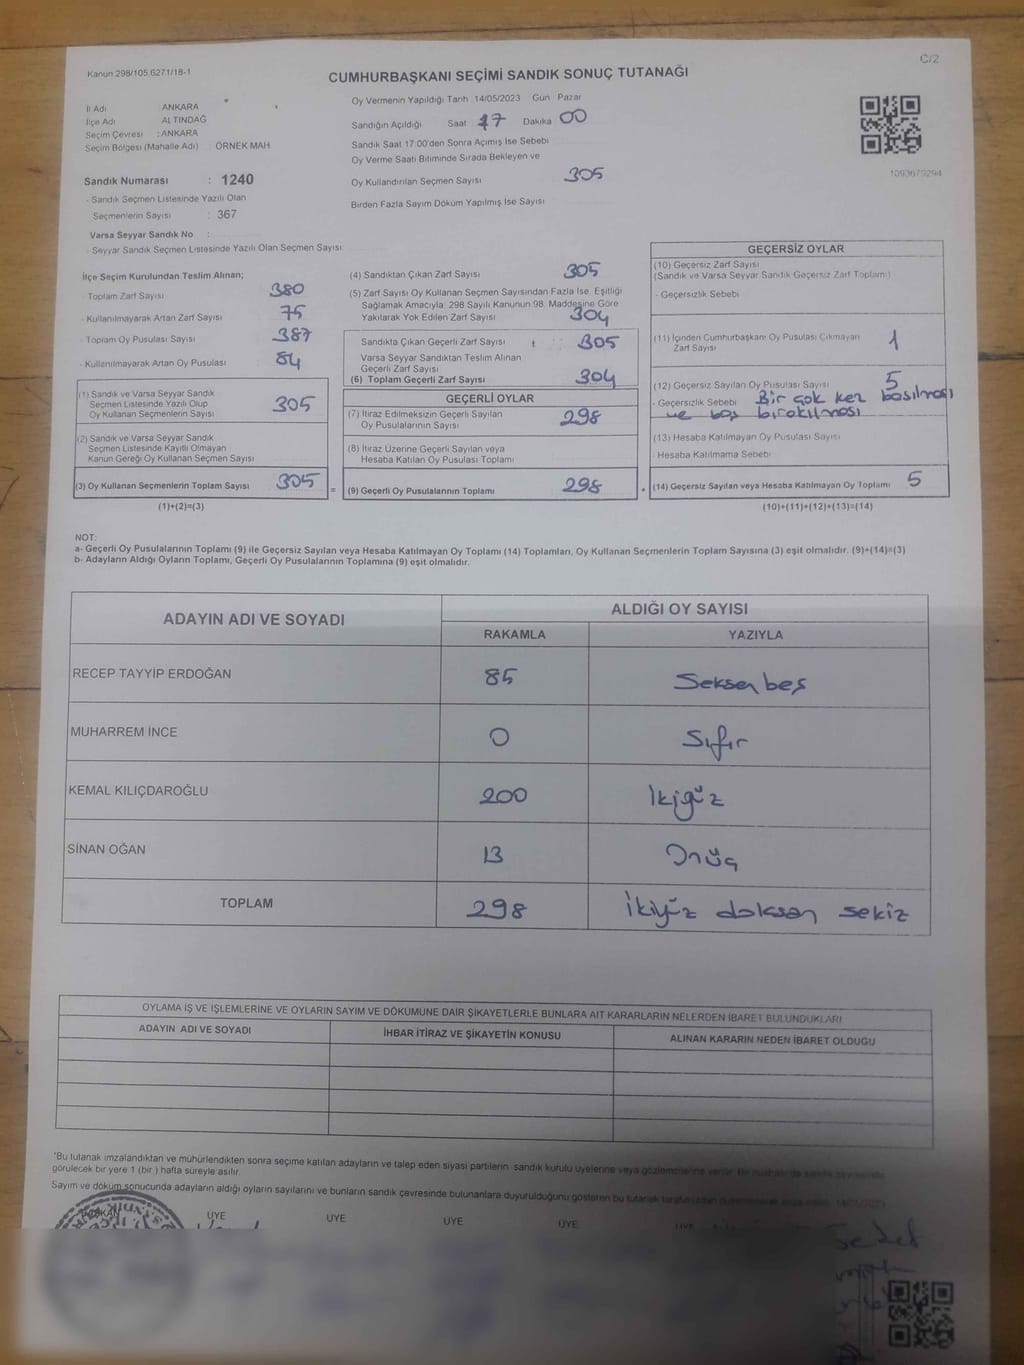 C/2
Kanun 298/105,6271/18-1
CUMHURBAŞKANI SEÇİMİ SANDIK SONUÇ TUTANAĞI
İl Adı ANKARA
İlçe Adı ALTINDAĞ
Seçim Çevresi : ANKARA
Seçim Bölgesi (Mahalle Adı) ÖRNEK MAH
Sandık Numarası : 1240
- Sandık Seçmen Listesinde Yazılı Olan
Seçmenlerin Sayısı : 367
Varsa Seyyar Sandık No :
- Seyyar Sandık Seçmen Listesinde Yazılı Olan Seçmen Sayısı
Oy Vermenin Yapıldığı Tarih 14/05/2023 Gün Pazar
Sandığın Açıldığı Saat 17 Dakika 00
Sandık Saat 17:00'den Sonra Açımış İse Sebebi
Oy Verme Saati Bitiminde Sırada Bekleyen ve
Oy Kullandırılan Seçmen Sayısı 305
Birden Fazla Sayım Döküm Yapılmış İse Sayısı
1093670294
İlçe Seçim Kurulundan Teslim Alınan;
- Toplam Zarf Sayısı 380
- Kullanılmayarak Artan Zarf Sayısı 75
- Toplam Oy Pusulası Sayısı 387
- Kullanılmayarak Artan Oy Pusulası 84
(1) Sandık ve Varsa Seyyar Sandık
Seçmen Listesinde Yazılı Olup
Oy Kullanan Seçmenlerin Sayısı 305
(2) Sandık ve Varsa Seyyar Sandık
Seçmen Listesinde Kayıtlı Olmayan
Kanun Gereği Oy Kullanan Seçmen Sayısı
(3) Oy Kullanan Seçmenlerin Toplam Sayısı 305 =
(1)+(2)=(3)
(4) Sandıktan Çıkan Zarf Sayısı 305
(5) Zarf Sayısı Oy Kullanan Seçmen Sayısından Fazla İse, Eşitliği
Sağlamak Amacıyla; 298 Sayılı Kanunun 98. Maddesine Göre
Yakılarak Yok Edilen Zarf Sayısı 304
Sandıkta Çıkan Geçerli Zarf Sayısı : 305
Varsa Seyyar Sandıktan Teslim Alınan
Geçerli Zarf Sayısı
(6) Toplam Geçerli Zarf Sayısı 304
GEÇERLİ OYLAR
(7) İtiraz Edilmeksizin Geçerli Sayılan
Oy Pusulalarının Sayısı 298
(8) İtiraz Üzerine Geçerli Sayılan veya
Hesaba Katılan Oy Pusulası Toplamı
(9) Geçerli Oy Pusulalarının Toplamı 298 +
GEÇERSİZ OYLAR
(10) Geçersiz Zarf Sayısı
(Sandık ve Varsa Seyyar Sandık Geçersiz Zarf Toplamı)
- Geçersizlik Sebebi
(11) İçinden Cumhurbaşkanı Oy Pusulası Çıkmayan
Zarf Sayısı 1
(12) Geçersiz Sayılan Oy Pusulası Sayısı 5
- Geçersizlik Sebebi Bir çok kez basılması
ve boş bırakılması
(13) Hesaba Katılmayan Oy Pusulası Sayısı
- Hesaba Katılmama Sebebi
(14) Geçersiz Sayılan veya Hesaba Katılmayan Oy Toplamı 5
(10)+(11)+(12)+(13)=(14)
NOT:
a- Geçerli Oy Pusulalarının Toplamı (9) ile Geçersiz Sayılan veya Hesaba Katılmayan Oy Toplamı (14) Toplamları, Oy Kullanan Seçmenlerin Toplam Sayısına (3) eşit olmalıdır. (9)+(14)=(3)
b- Adayların Aldığı Oyların Toplamı, Geçerli Oy Pusulalarının Toplamına (9) eşit olmalıdır.
ADAYIN ADI VE SOYADI ALDIĞI OY SAYISI
RAKAMLA YAZIYLA
RECEP TAYYİP ERDOĞAN 85 Seksen beş
MUHARREM İNCE 0 Sıfır
KEMAL KILIÇDAROĞLU 200 İkiyüz
SİNAN OĞAN 13 Onüç
TOPLAM 298 İkiyüz doksan sekiz
OYLAMA İŞ VE İŞLEMLERİNE VE OYLARIN SAYIM VE DÖKÜMÜNE DAİR ŞİKAYETLERLE BUNLARA AİT KARARLARIN NELERDEN İBARET BULUNDUKLARI
ADAYIN ADI VE SOYADI İHBAR İTİRAZ VE ŞİKAYETİN KONUSU ALINAN KARARIN NEDEN İBARET OLDUĞU
*Bu tutanak imzalandıktan ve mühürlendikten sonra seçime katılan adayların ve talep eden siyasi partilerin sandık kurulu üyelerine veya gözlemcilerine verilir.
görülecek bir yere 1 (bir) hafta süreyle asılır.
Sayım ve döküm sonucunda adayların aldığı oyların sayılarını ve bunların sandık çevresinde bulunanlara duyurulduğunu gösteren bu tutanak
BAŞKAN ÜYE ÜYE ÜYE ÜYE ÜYE